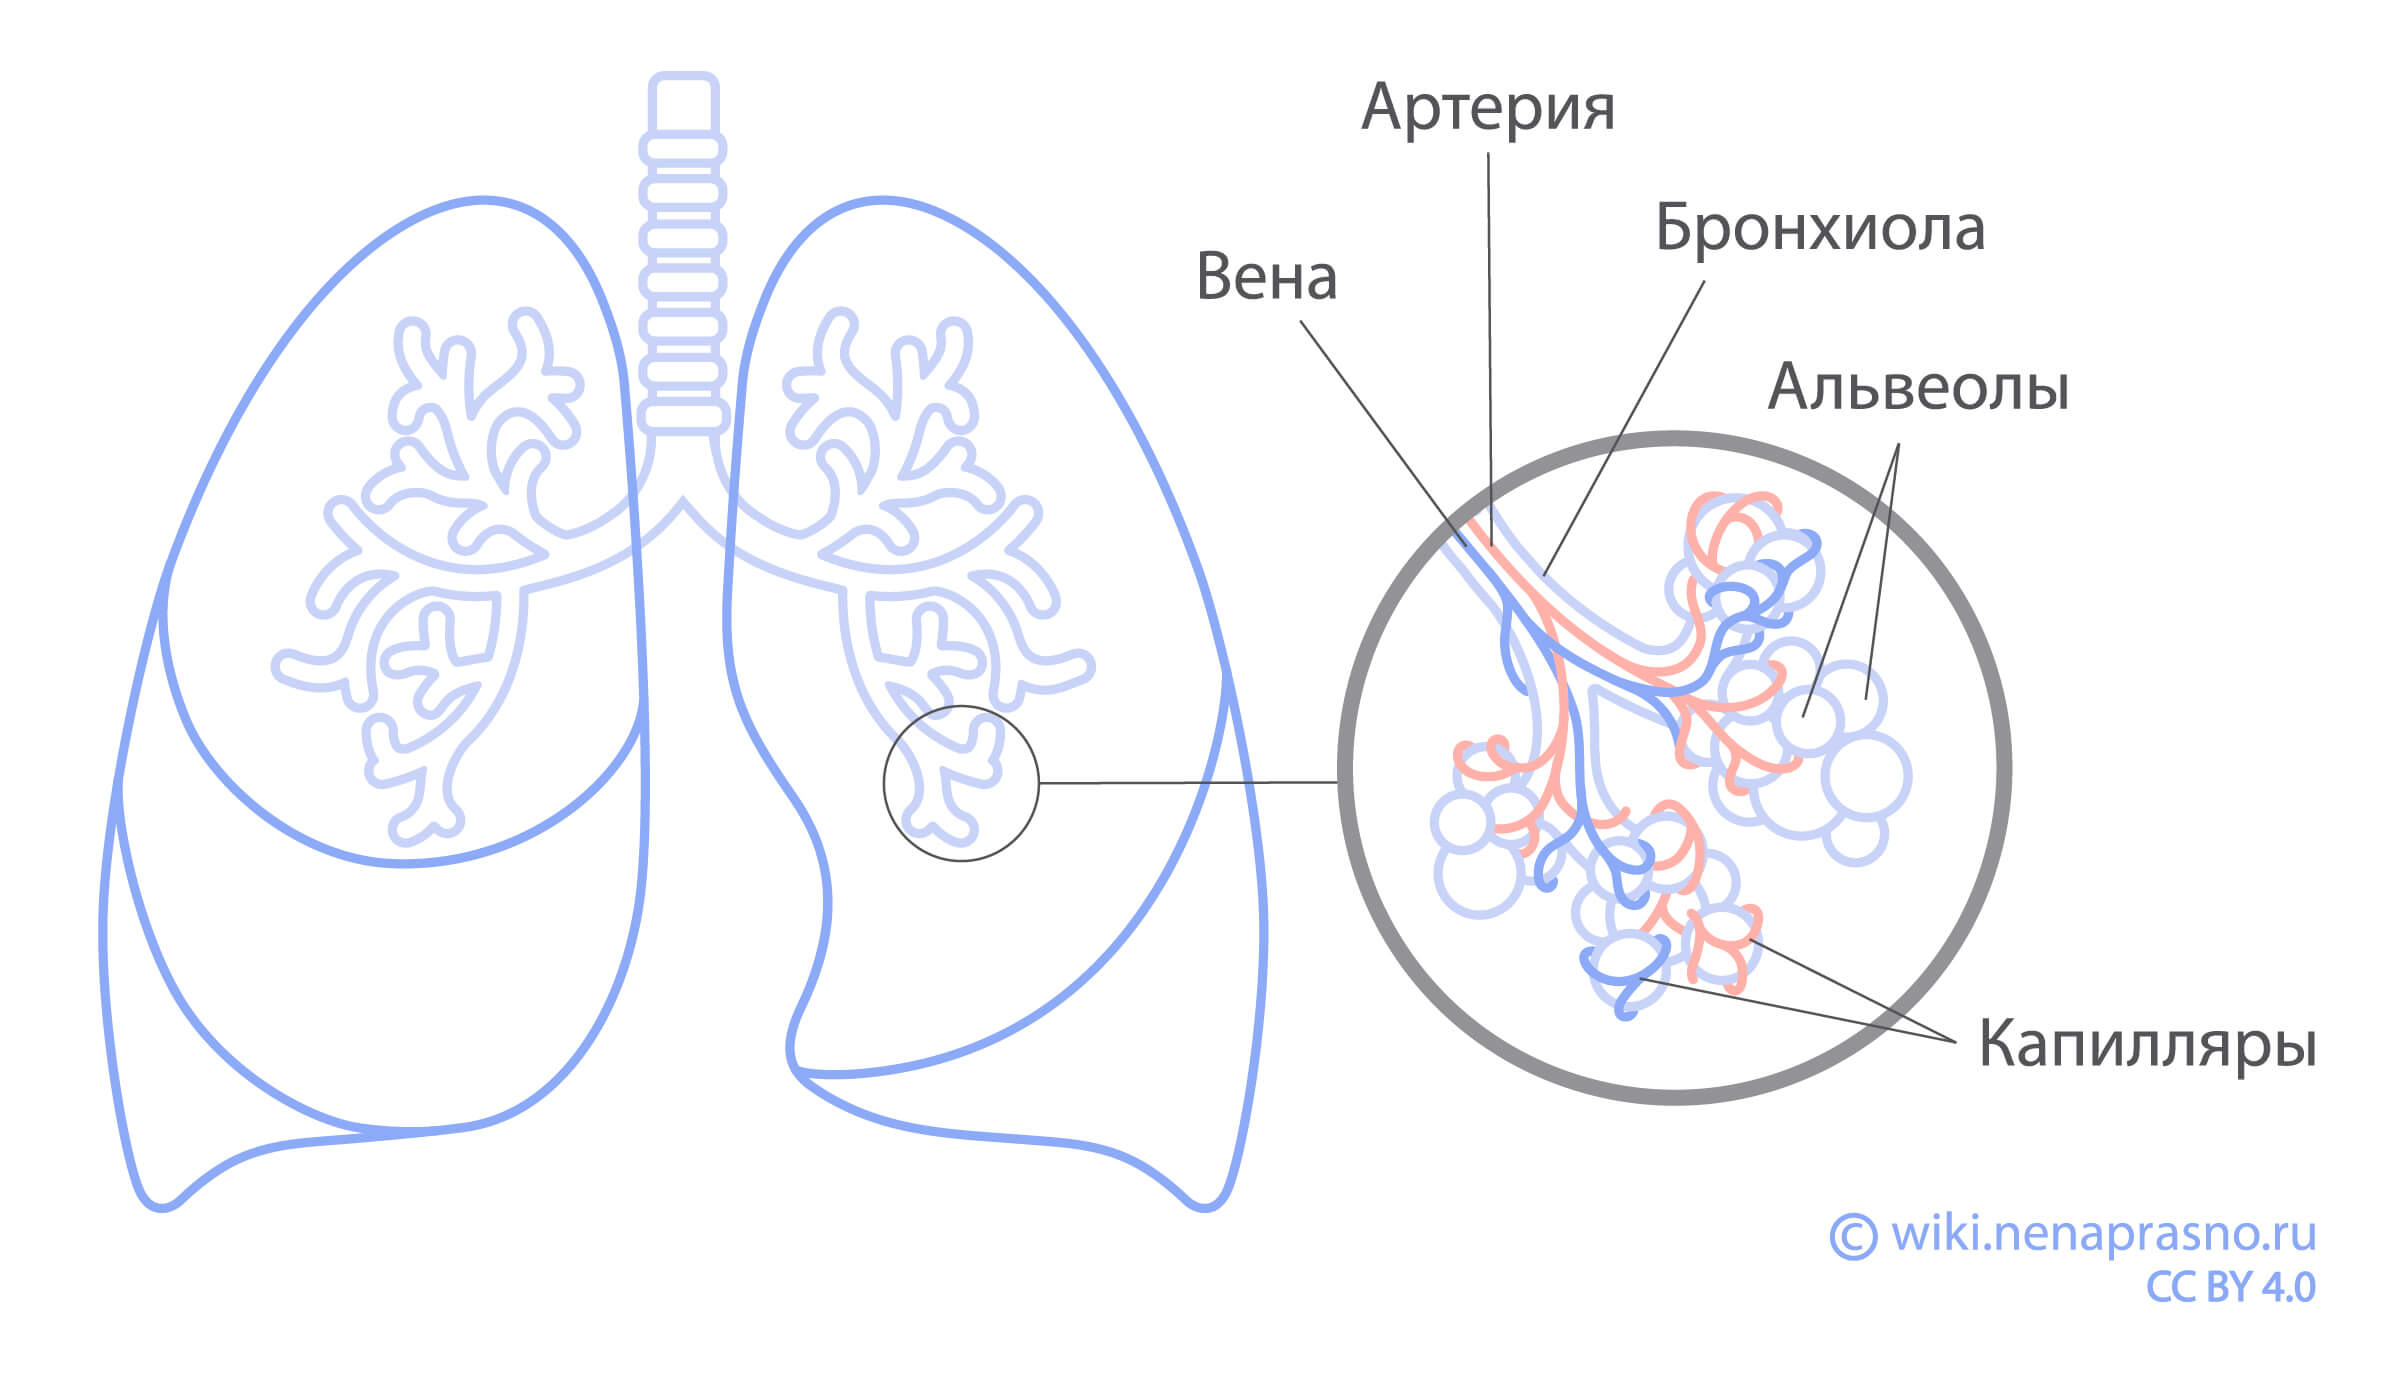 Артерия
Бронхиола
Вена
Альвеолы
Капилляры
© wiki.nenaprasno.ru
CC BY 4.0